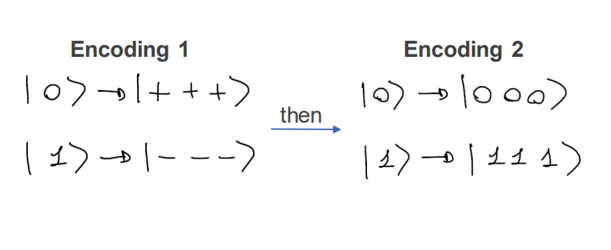 Encoding 1
|0⟩→|+ + +⟩
|1⟩→|- - -⟩
then
Encoding 2
|0⟩→|0 0 0⟩
|1⟩→|1 1 1⟩